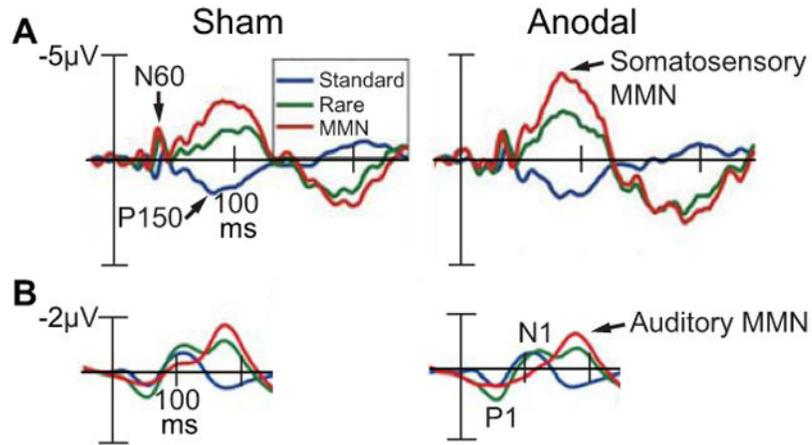 A
Sham
Anodal
-5µV
N60
Standard
Rare
MMN
Somatosensory
MMN
P150
100
ms
B
-2µV
100
ms
N1
Auditory MMN
P1